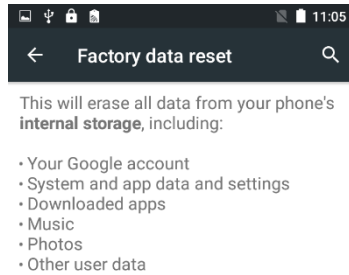 11:05
Factory data reset
This will erase all data from your phone's
internal storage, including:
• Your Google account
• System and app data and settings
• Downloaded apps
• Music
• Photos
• Other user data